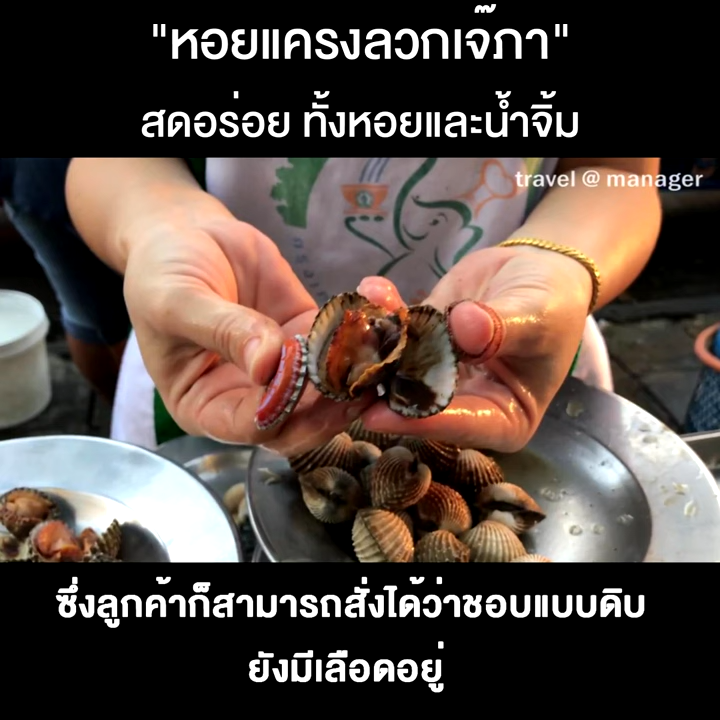 "หอยแครงลวกเจ๊ภา"
สดอร่อย ทั้งหอยและน้ำจิ้ม
travel @ manager
ซึ่งลูกค้าก็สามารถสั่งได้ว่าชอบแบบดิบ
ยังมีเลือดอยู่